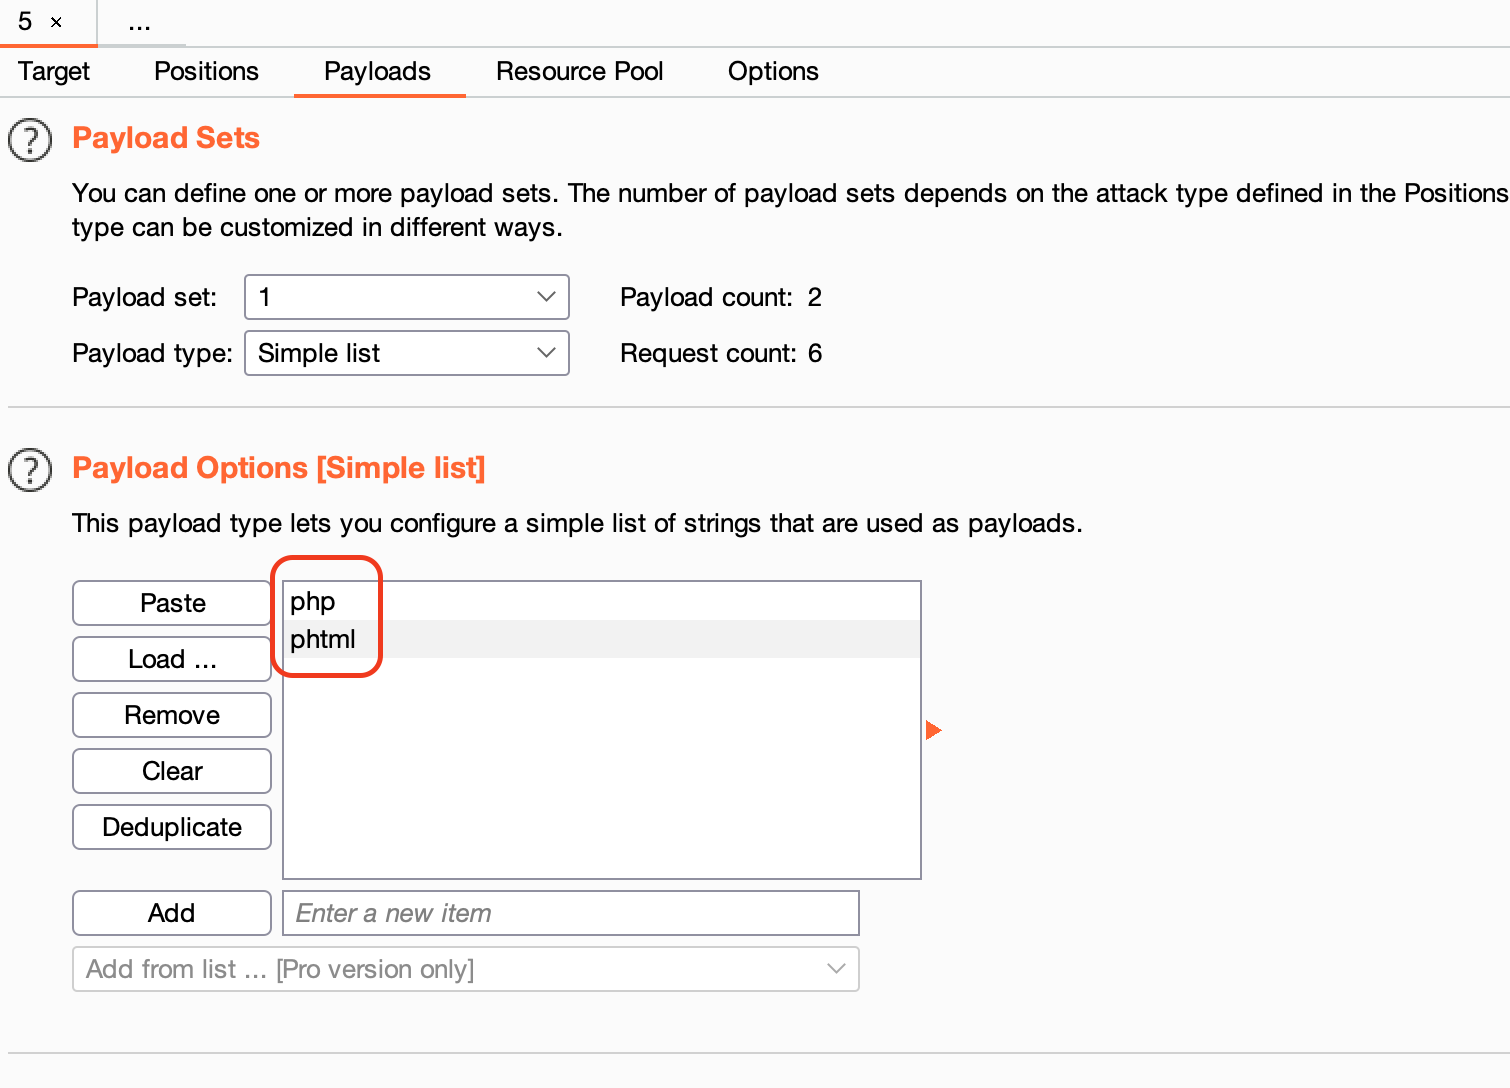 5 × ...
Target Positions Payloads Resource Pool Options
? Payload Sets
You can define one or more payload sets. The number of payload sets depends on the attack type defined in the Positions
type can be customized in different ways.
Payload set: 1 Payload count: 2
Payload type: Simple list Request count: 6
? Payload Options [Simple list]
This payload type lets you configure a simple list of strings that are used as payloads.
Paste php
phtml
Load ...
Remove
Clear
Deduplicate
Add Enter a new item
Add from list ... [Pro version only]